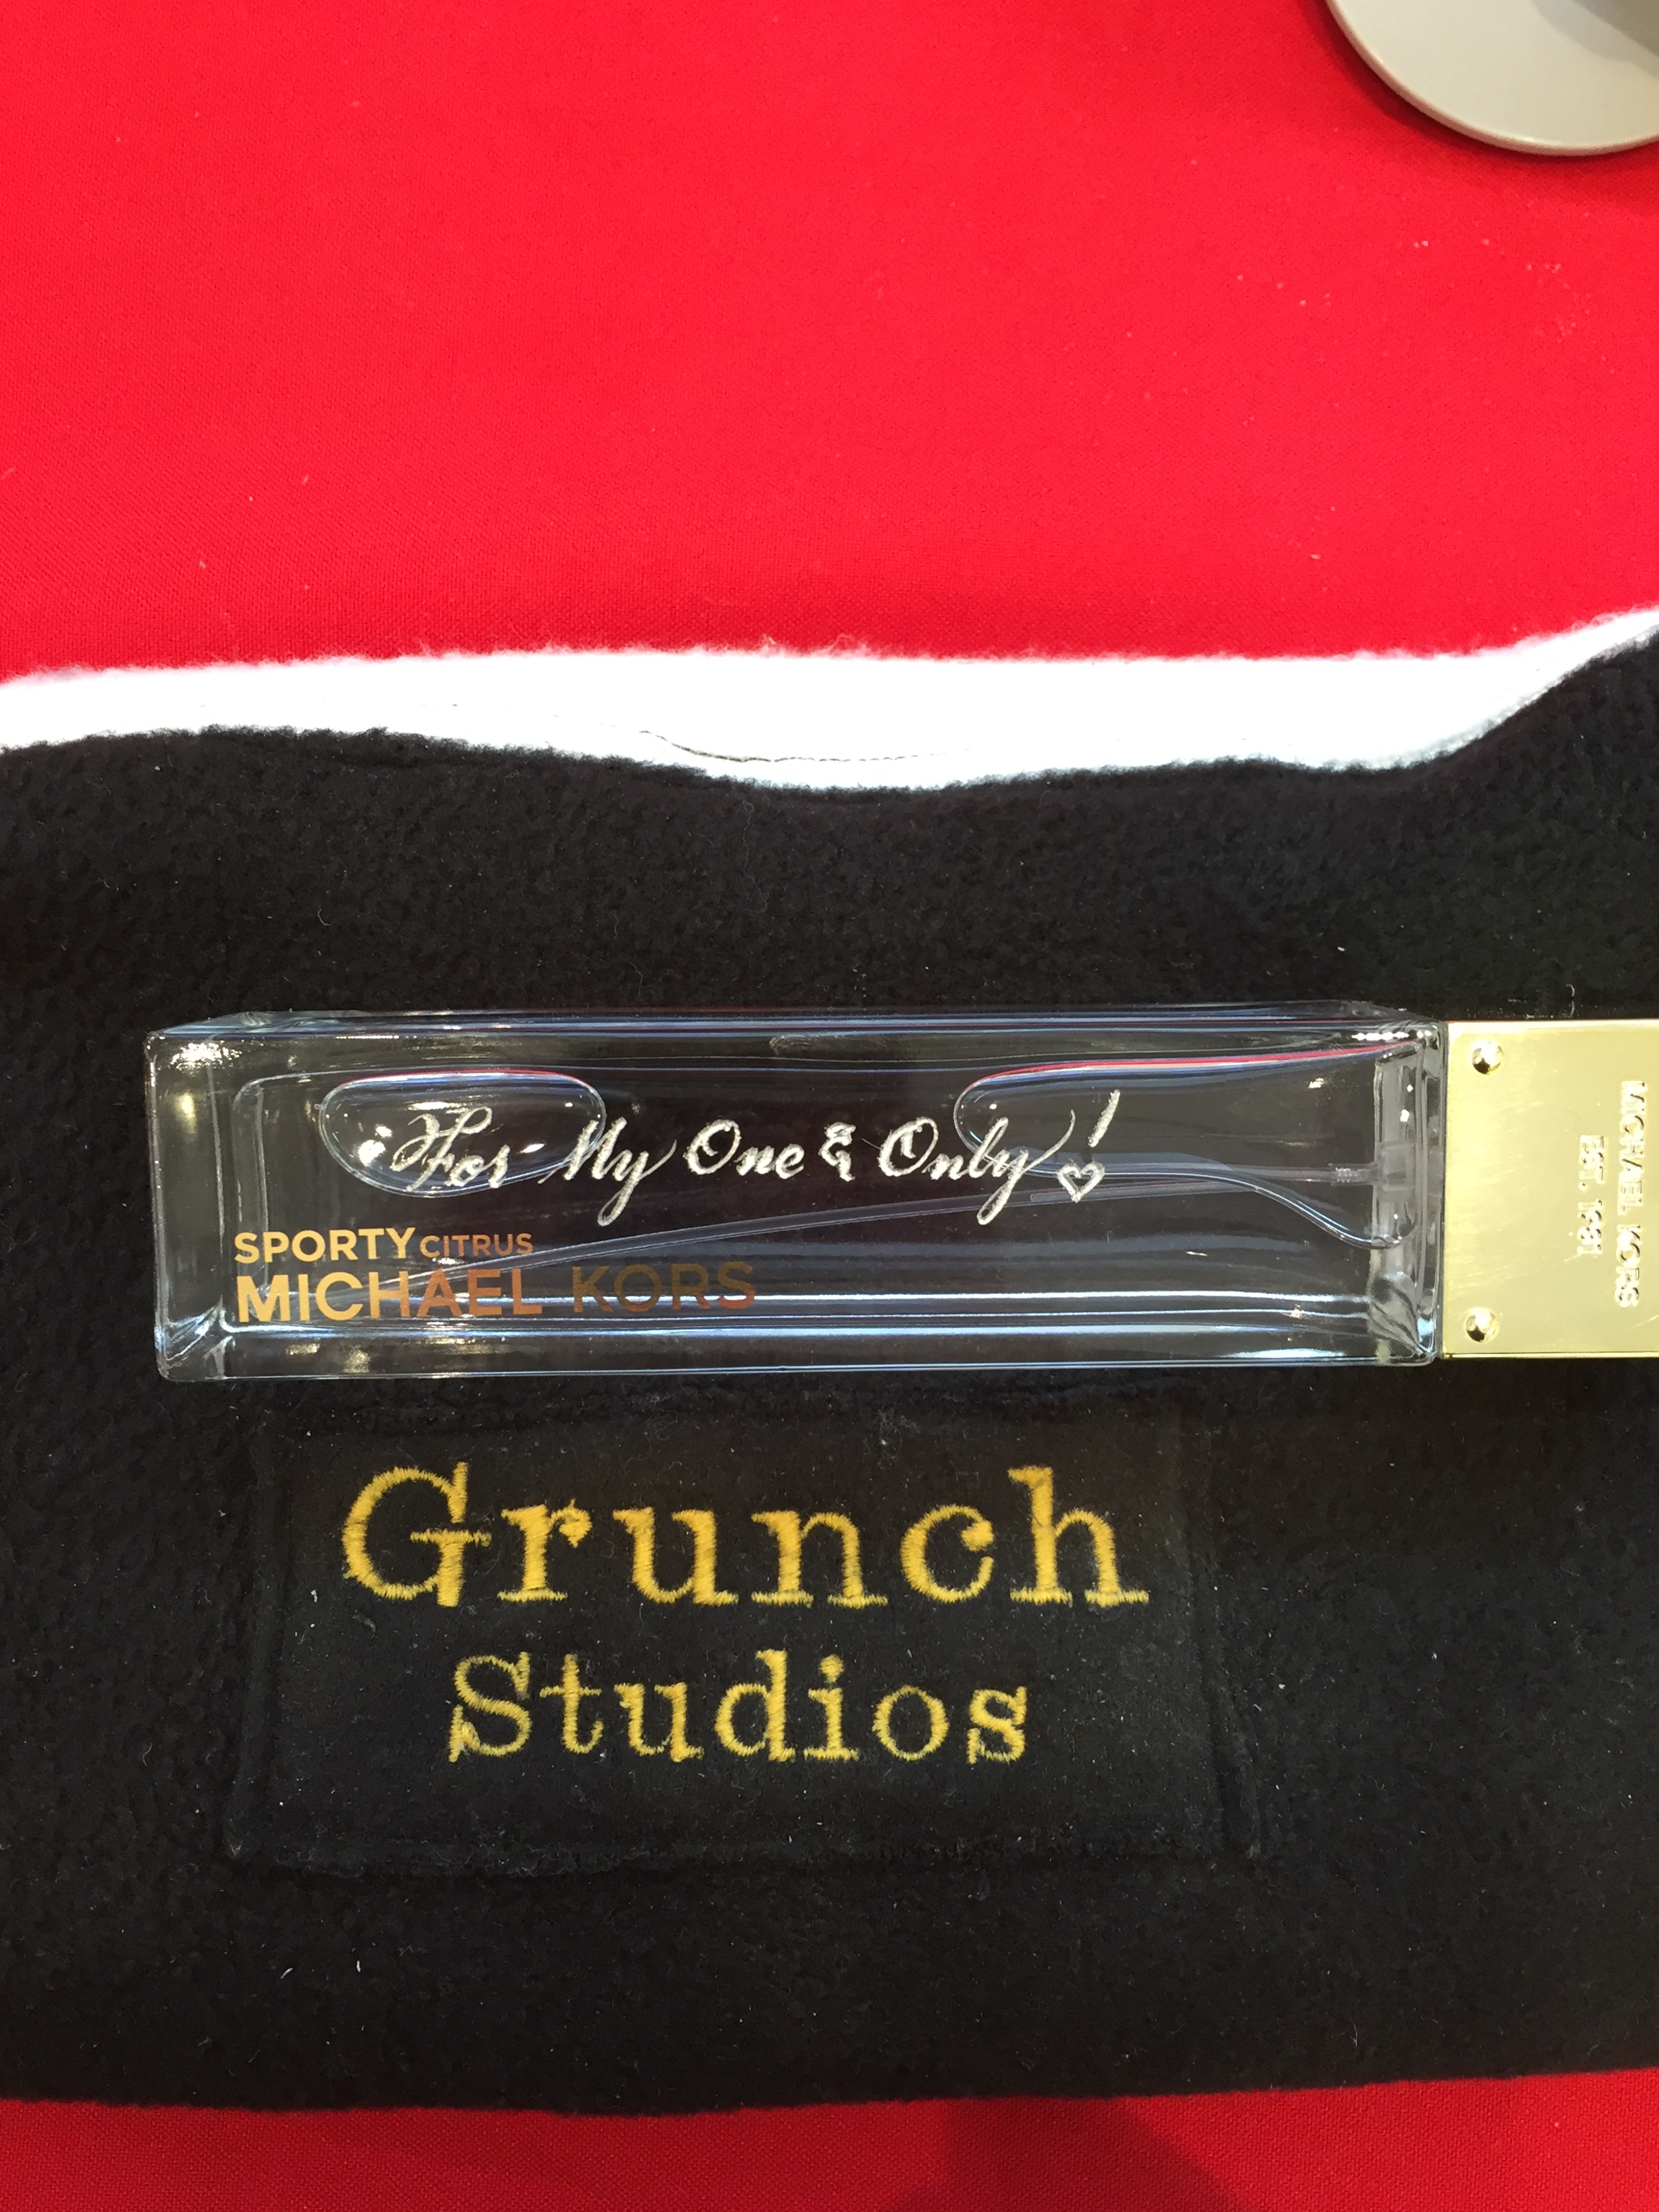 For My One & Only!
SPORTY CITRUS
MICHAEL KORS
MICHAEL KORS
EST. 1981
Grunch
Studios